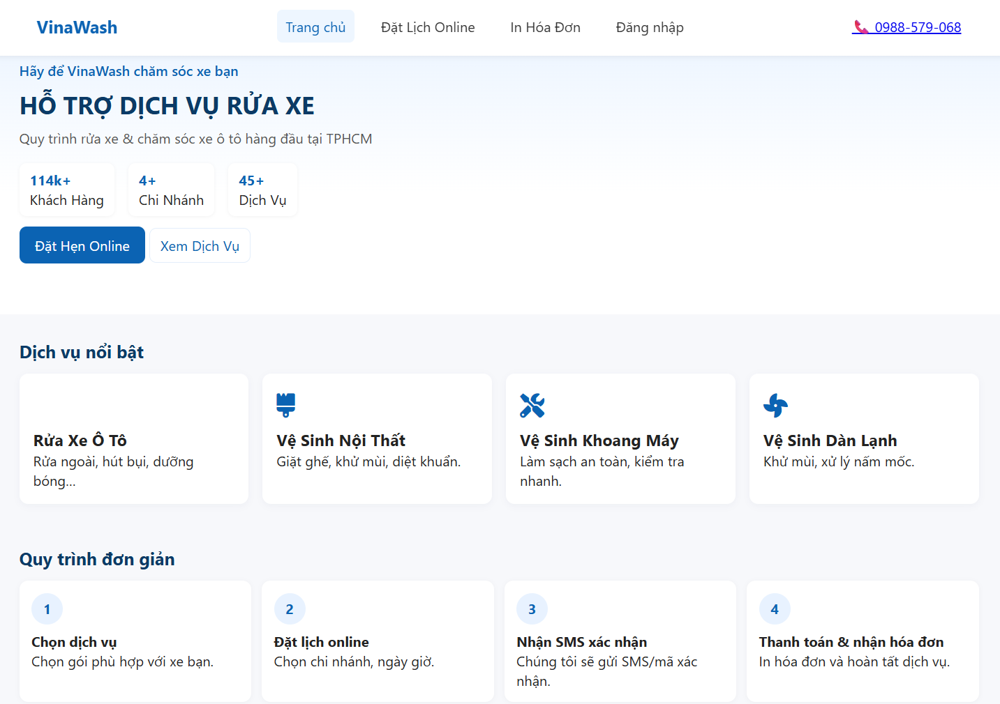 VinaWash
Trang chủ
Đặt Lịch Online
In Hóa Đơn
Đăng nhập
0988-579-068
Hãy để VinaWash chăm sóc xe bạn
HỖ TRỢ DỊCH VỤ RỬA XE
Quy trình rửa xe & chăm sóc xe ô tô hàng đầu tại TPHCM
114k+
Khách Hàng
4+
Chi Nhánh
45+
Dịch Vụ
Đặt Hẹn Online
Xem Dịch Vụ
Dịch vụ nổi bật
Rửa Xe Ô Tô
Rửa ngoài, hút bụi, dưỡng
bóng...
Vệ Sinh Nội Thất
Giặt ghế, khử mùi, diệt khuẩn.
Vệ Sinh Khoang Máy
Làm sạch an toàn, kiểm tra
nhanh.
Vệ Sinh Dàn Lạnh
Khử mùi, xử lý nấm mốc.
Quy trình đơn giản
1
Chọn dịch vụ
Chọn gói phù hợp với xe bạn.
2
Đặt lịch online
Chọn chi nhánh, ngày giờ.
3
Nhận SMS xác nhận
Chúng tôi sẽ gửi SMS/mã xác
nhận.
4
Thanh toán & nhận hóa đơn
In hóa đơn và hoàn tất dịch vụ.